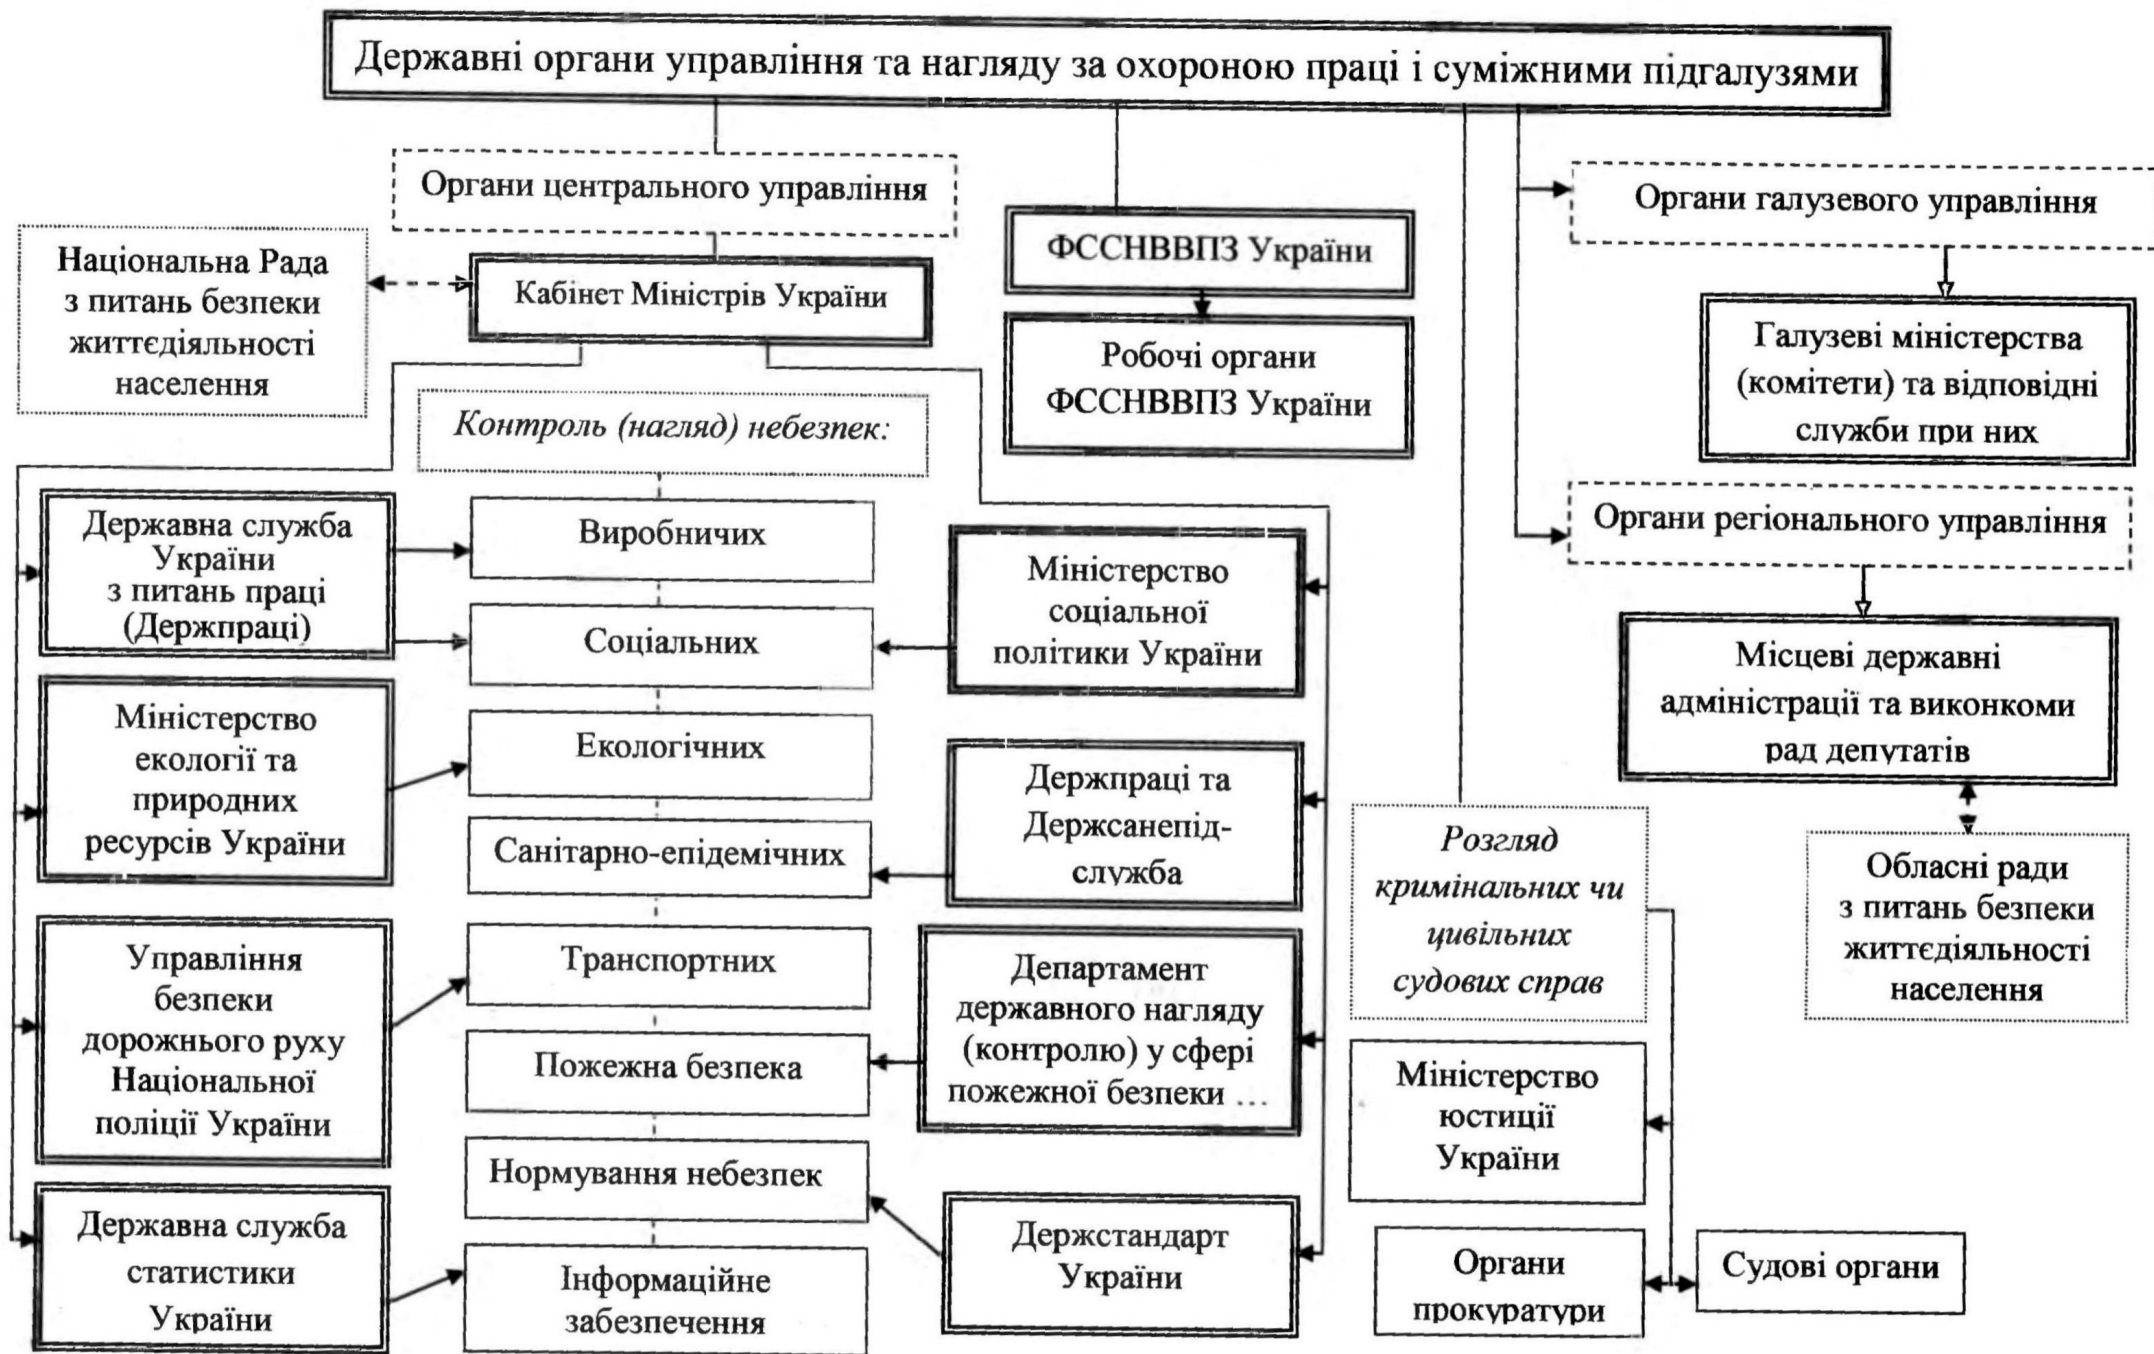 Державні органи управління та нагляду за охороною праці і суміжними підгалузями
Органи центрального управління
Національна Рада
з питань безпеки
життєдіяльності
населення
Кабінет Міністрів України
ФССНВВПЗ України
Робочі органи
ФССНВВПЗ України
Органи галузевого управління
Галузеві міністерства
(комітети) та відповідні
служби при них
Органи регіонального управління
Місцеві державні
адміністрації та виконкоми
рад депутатів
Обласні ради
з питань безпеки
життєдіяльності
населення
Контроль (нагляд) небезпек:
Державна служба
України
з питань праці
(Держпраці)
Міністерство
екології та
природних
ресурсів України
Управління
безпеки
дорожнього руху
Національної
поліції України
Державна служба
статистики
України
Виробничих
Соціальних
Екологічних
Санітарно-епідемічних
Транспортних
Пожежна безпека
Нормування небезпек
Інформаційне
забезпечення
Міністерство
соціальної
політики України
Держпраці та
Держсанепід-
служба
Департамент
державного нагляду
(контролю) у сфері
пожежної безпеки ...
Держстандарт
України
Розгляд
кримінальних чи
цивільних
судових справ
Міністерство
юстиції
України
Органи
прокуратури
Судові органи